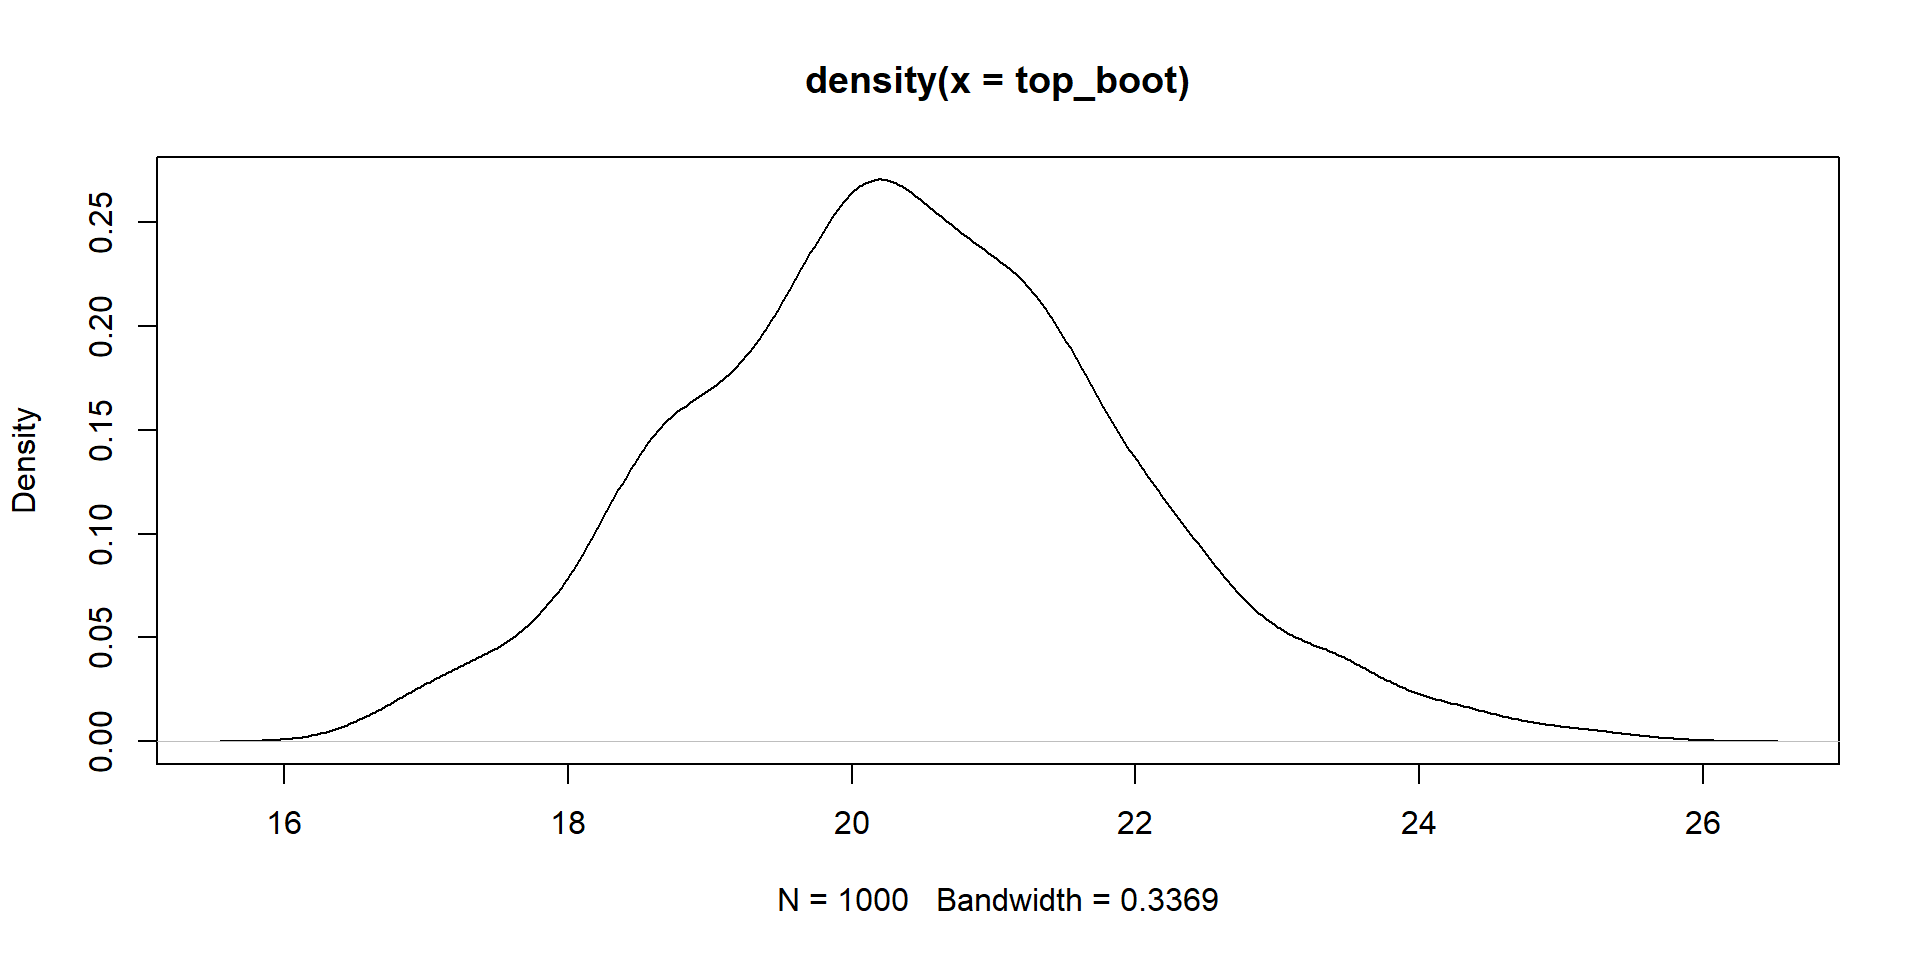 density(x = top_boot)
Density
0.25
0.20
0.15
0.10
0.05
0.00
16 18 20 22 24 26
N = 1000 Bandwidth = 0.3369